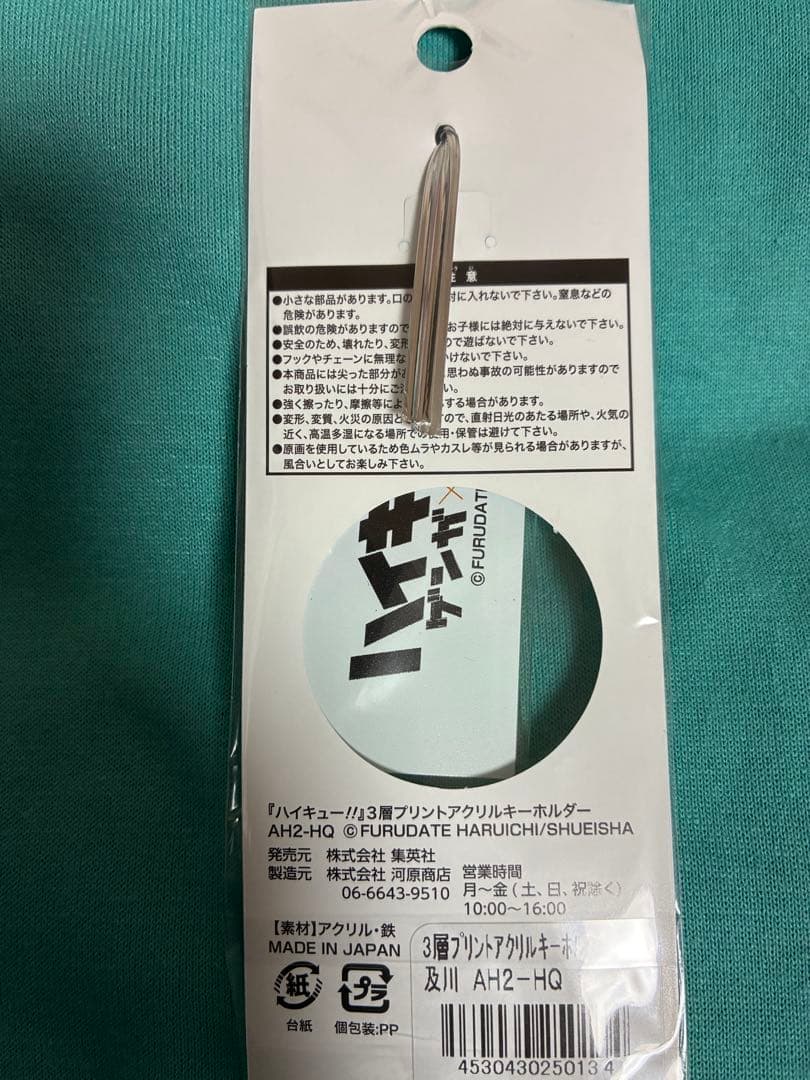 注意
●小さな部品があります。口の 対に入れないで下さい。窒息などの
危険があります。
●誤飲の危険がありますので お子様には絶対に与えないで下さい。
●安全のため、壊れたり、変形 ので遊ばないで下さい。
●フックやチェーンに無理な かけないで下さい。
●本商品には尖った部分が 思わぬ事故の可能性がありますので
お取り扱いには十分にご い。
●強く擦ったり、摩擦等によ する場合があります。
●変形、変質、火災の原因と ますので、直射日光のあたる場所や、火気の
近く、高温多湿になる場所での使用・保管は避けて下さい。
●原画を使用しているため色ムラやカスレ等が見られる場合がありますが、
風合いとしてお楽しみ下さい。
ハイキ
ゲンガ×
©FURUDATE
『ハイキュー!!』3層プリントアクリルキーホルダー
AH2-HQ ©FURUDATE HARUICHI/SHUEISHA
発売元 株式会社 集英社
製造元 株式会社 河原商店
06-6643-9510
営業時間
月〜金(土、日、祝除く)
10:00〜16:00
【素材】アクリル・鉄
MADE IN JAPAN
紙
台紙
プラ
個包装:PP
3層プリントアクリルキーホ
及川 AH2-HQ
453043025013 4